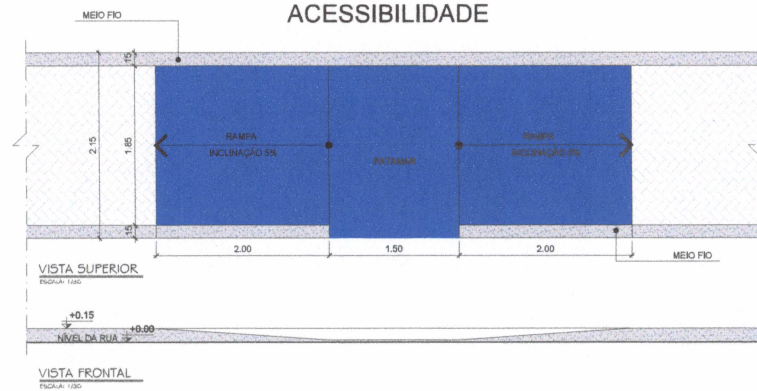 ACESSIBILIDADE
MEIO FIO
.15
2.15
1.85
.15
RAMPA
INCLINAÇÃO 5%
PATAMAR
RAMPA
INCLINAÇÃO 5%
2.00
1.50
2.00
MEIO FIO
VISTA SUPERIOR
+0.15
+0.00
NÍVEL DA RUA
VISTA FRONTAL